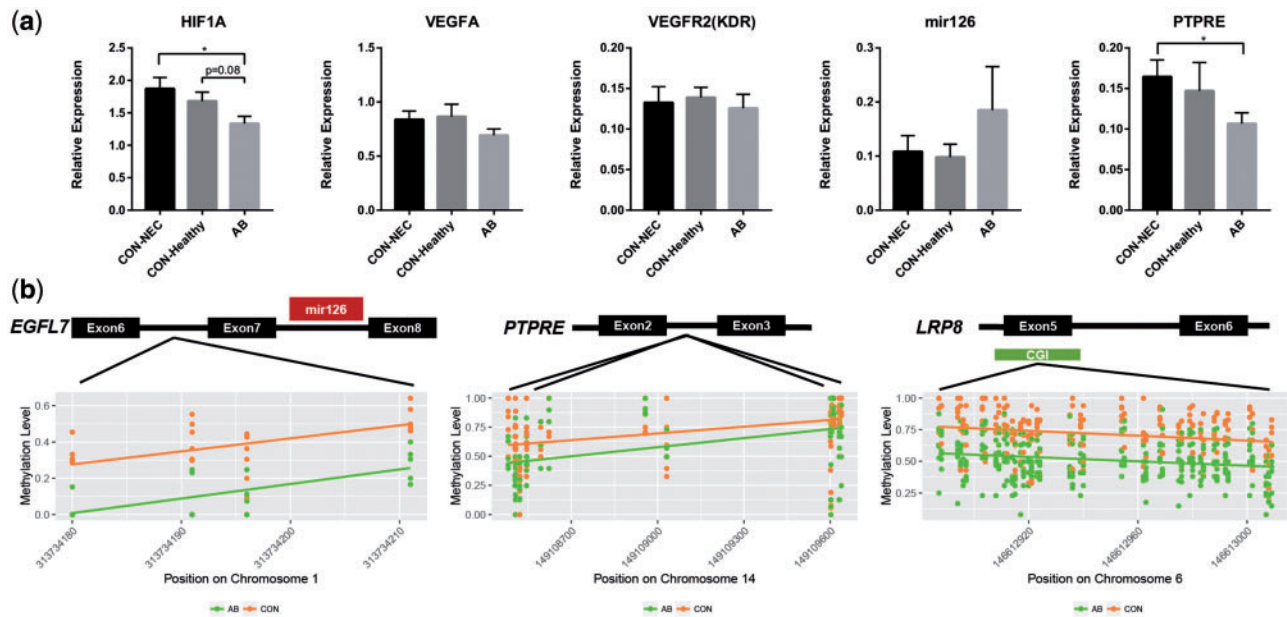 (a)
HIF1A
VEGFA
VEGFR2(KDR)
mir126
PTPRE
Relative Expression
2.5
2.0
1.5
1.0
0.5
0.0
*
p=0.08
CON-NEC
CON-Healthy
AB
Relative Expression
1.5
1.0
0.5
0.0
CON-NEC
CON-Healthy
AB
Relative Expression
0.20
0.15
0.10
0.05
0.00
CON-NEC
CON-Healthy
AB
Relative Expression
0.3
0.2
0.1
0.0
CON-NEC
CON-Healthy
AB
Relative Expression
0.20
0.15
0.10
0.05
0.00
*
CON-NEC
CON-Healthy
AB
(b)
EGFL7
Exon6
Exon7
mir126
Exon8
Methylation Level
0.6
0.4
0.2
0.0
313734180
313734190
313734200
313734210
Position on Chromosome 1
AB CON
PTPRE
Exon2
Exon3
Methylation Level
1.00
0.75
0.50
0.25
0.00
149108700
149109000
149109300
149109600
Position on Chromosome 14
AB CON
LRP8
Exon5
Exon6
CGI
Methylation Level
1.00
0.75
0.50
0.25
146612920
146612960
146613000
Position on Chromosome 6
AB CON